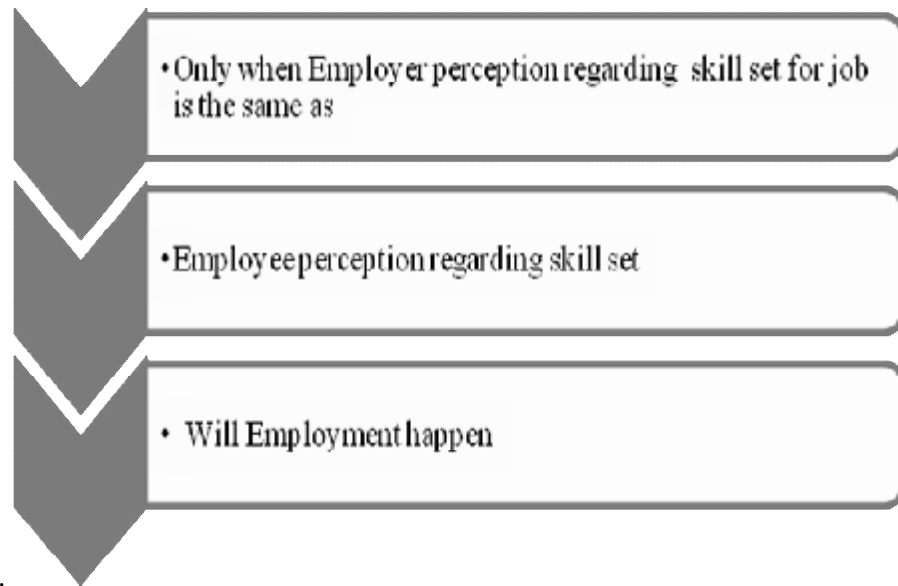 •Only when Employer perception regarding skill set for job
is the same as
•Employee perception regarding skill set
• Will Employment happen
.